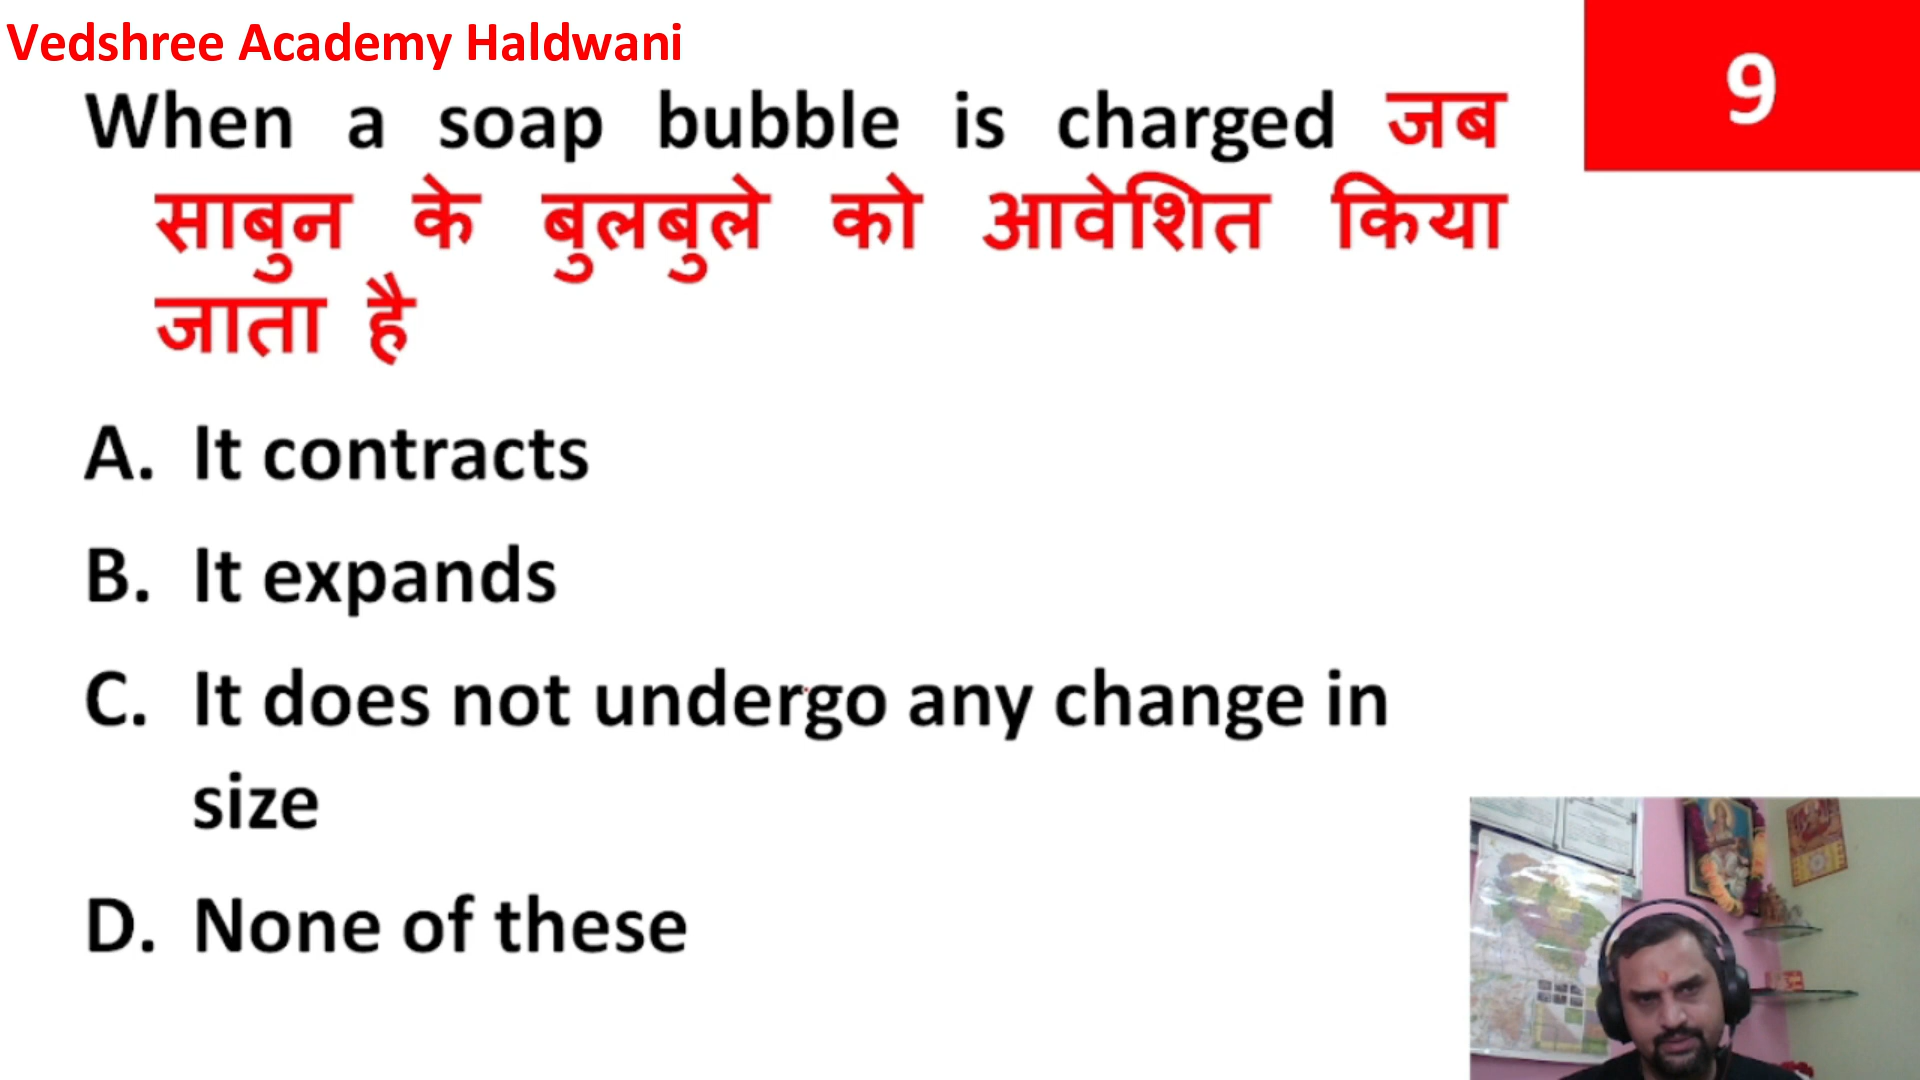 Vedshree Academy Haldwani
9
When a soap bubble is charged जब
साबुन के बुलबुले को आवेशित किया
जाता है
A. It contracts
B. It expands
C. It does not undergo any change in
size
D. None of these